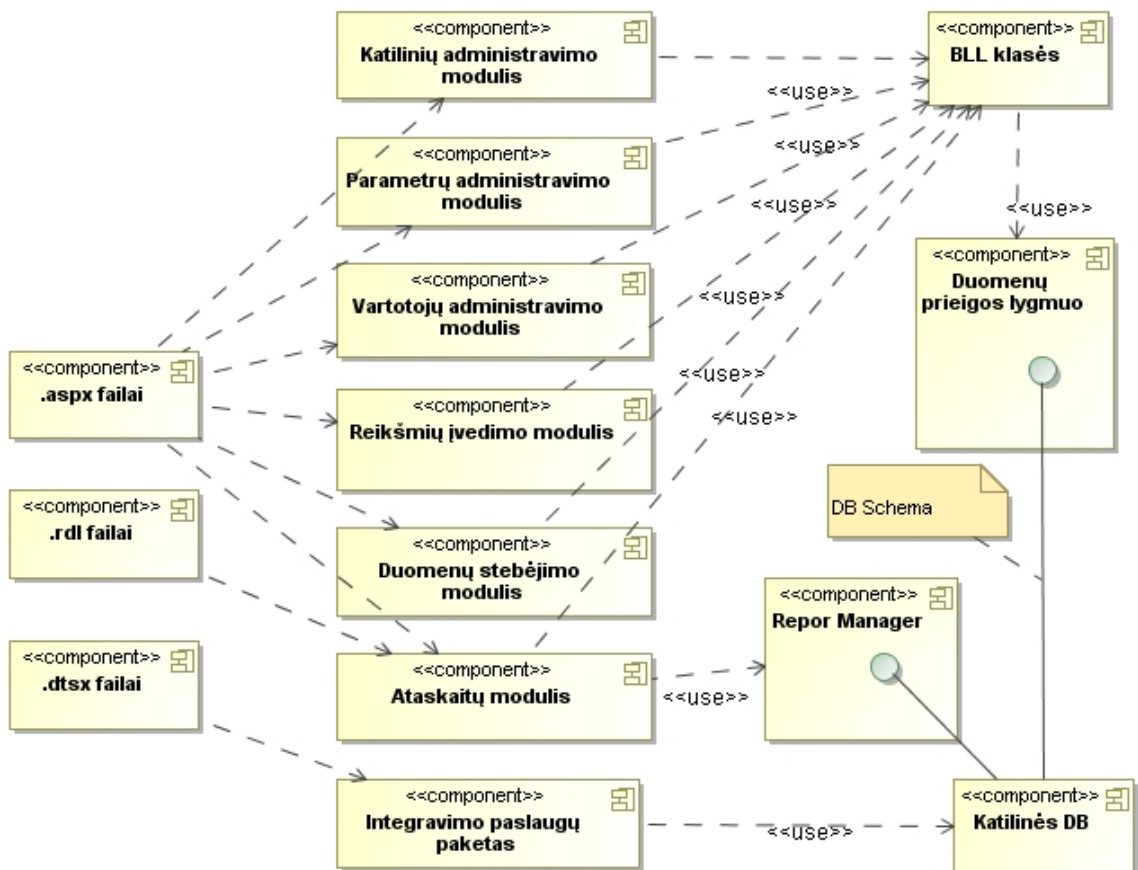 <<component>>
Katilinių administravimo
modulis
<<component>>
BLL klasės
<<use>>
<<component>>
Parametrų administravimo
modulis
<<use>>
<<use>>
<<use>>
<<component>>
Vartotojų administravimo
modulis
<<component>>
Duomenų
prieigos lygmuo
<<use>>
<<component>>
.aspx failai
<<use>>
<<component>>
Reikšmių įvedimo modulis
<<use>>
<<component>>
.rdl failai
DB Schema
<<component>>
Duomenų stebėjimo
modulis
<<component>>
Repor Manager
<<component>>
.dtsx failai
<<component>>
Ataskaitų modulis
<<use>>
<<component>>
Integravimo paslaugų
paketas
<<use>>
<<component>>
Katilinės DB